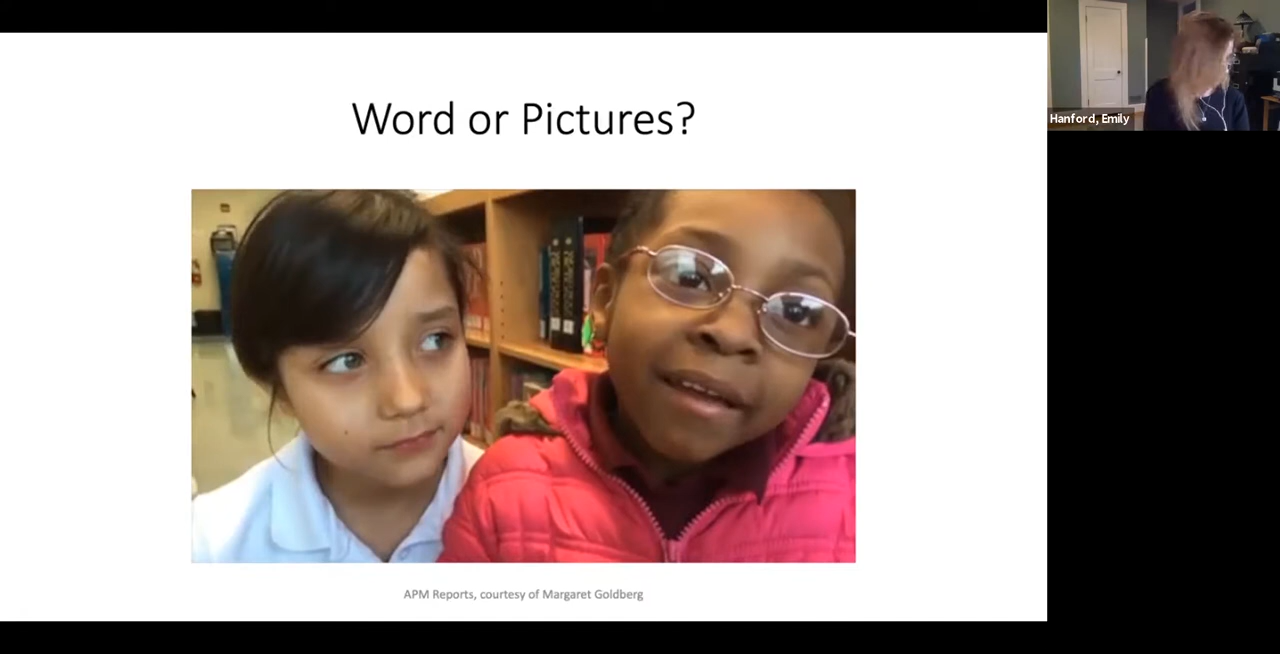 Word or Pictures?
APM Reports, courtesy of Margaret Goldberg
Hanford, Emily